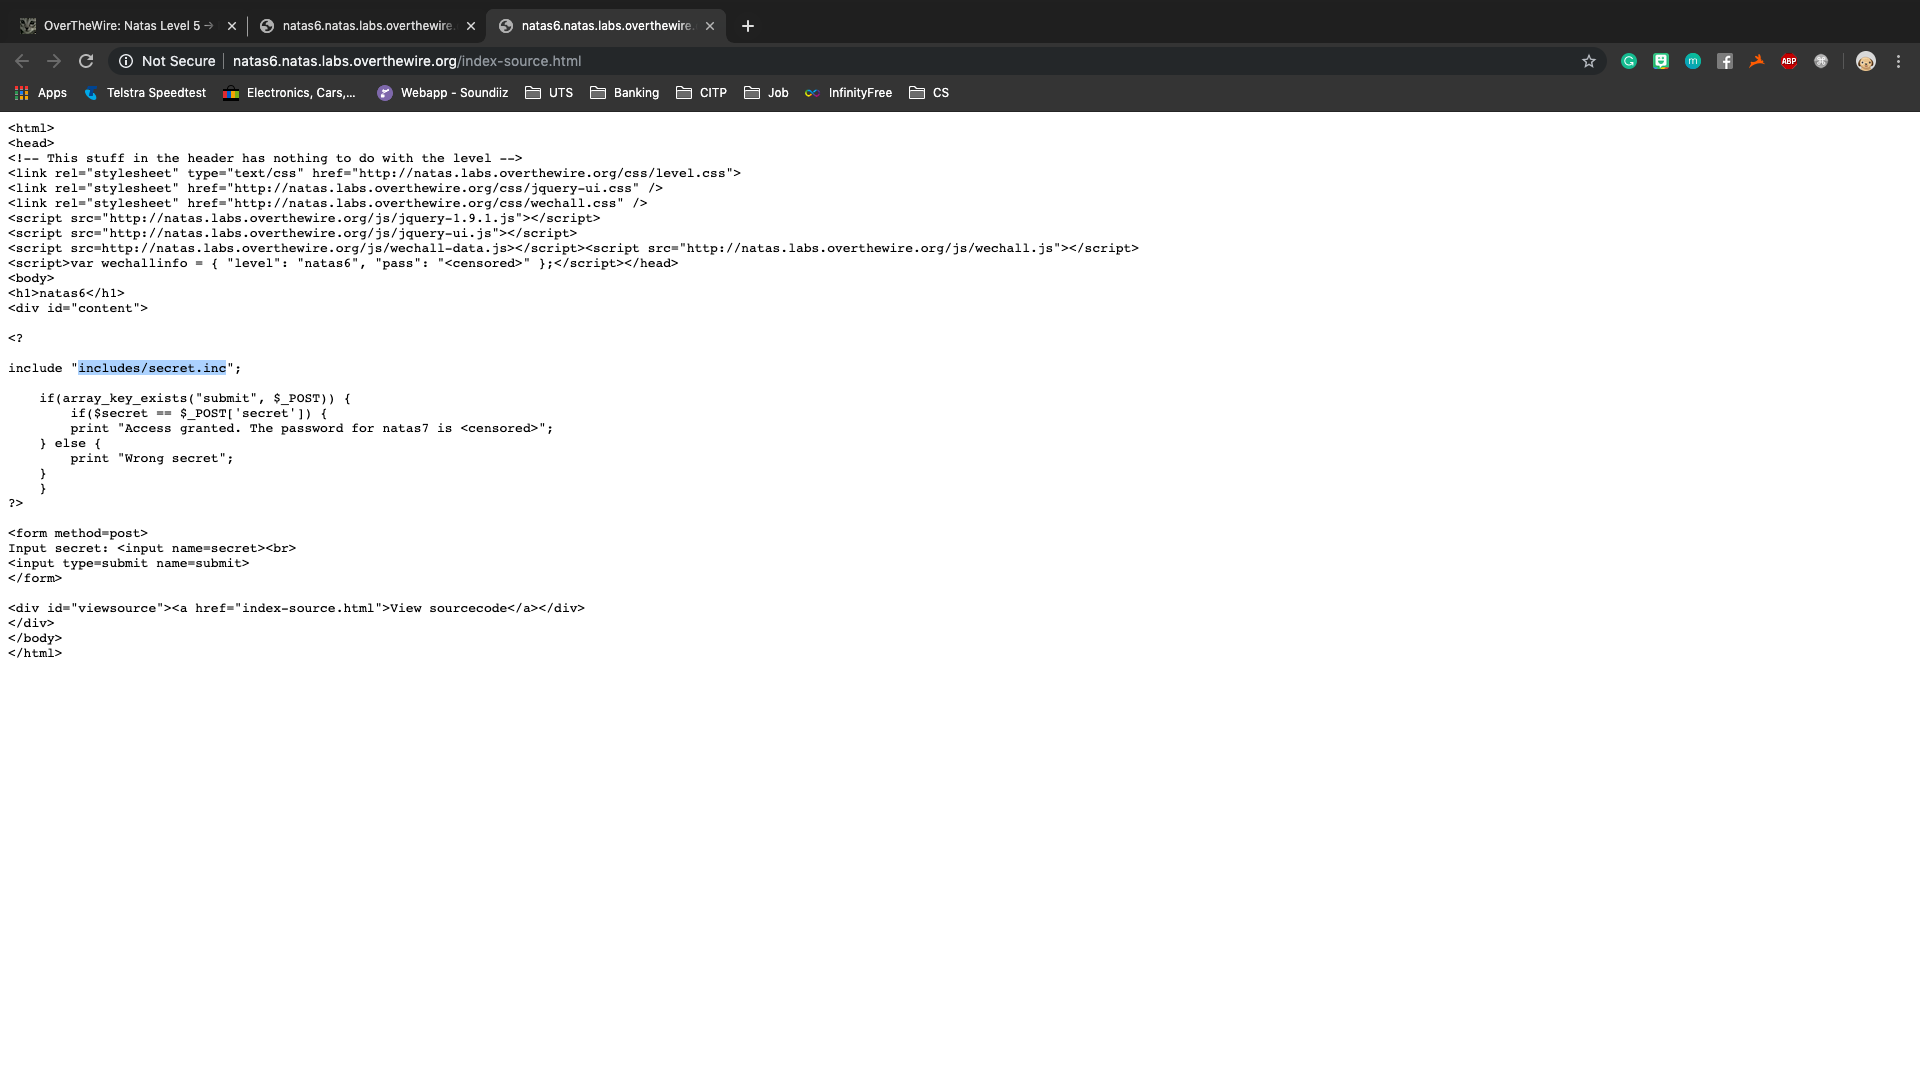 OverTheWire: Natas Level 5 →
natas6.natas.labs.overthewire.
natas6.natas.labs.overthewire.
Not Secure natas6.natas.labs.overthewire.org/index-source.html
ABP
Apps Telstra Speedtest Electronics, Cars,... Webapp - Soundiiz UTS Banking CITP Job InfinityFree CS
<html>
<head>
<!-- This stuff in the header has nothing to do with the level -->
<link rel="stylesheet" type="text/css" href="http://natas.labs.overthewire.org/css/level.css">
<link rel="stylesheet" href="http://natas.labs.overthewire.org/css/jquery-ui.css" />
<link rel="stylesheet" href="http://natas.labs.overthewire.org/css/wechall.css" />
<script src="http://natas.labs.overthewire.org/js/jquery-1.9.1.js"></script>
<script src="http://natas.labs.overthewire.org/js/jquery-ui.js"></script>
<script src=http://natas.labs.overthewire.org/js/wechall-data.js></script><script src="http://natas.labs.overthewire.org/js/wechall.js"></script>
<script>var wechallinfo = { "level": "natas6", "pass": "<censored>" };</script></head>
<body>
<h1>natas6</h1>
<div id="content">
<?
include "includes/secret.inc";
if(array_key_exists("submit", $_POST)) {
if($secret == $_POST['secret']) {
print "Access granted. The password for natas7 is <censored>";
} else {
print "Wrong secret";
}
}
?>
<form method=post>
Input secret: <input name=secret><br>
<input type=submit name=submit>
</form>
<div id="viewsource"><a href="index-source.html">View sourcecode</a></div>
</div>
</body>
</html>